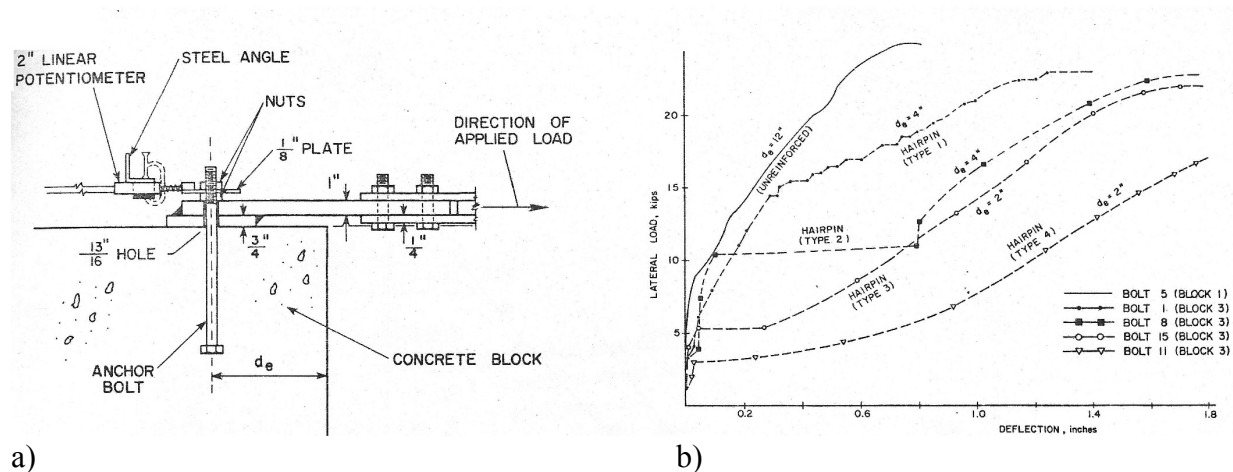 2" LINEAR
POTENTIOMETER
STEEL ANGLE
NUTS
1/8" PLATE
DIRECTION OF
APPLIED LOAD
1"
13/16" HOLE
3/4"
1/4"
ANCHOR
BOLT
de
CONCRETE BLOCK
a)
LATERAL LOAD, kips
20
15
10
5
de = 12"
(UNREINFORCED)
de = 4"
HAIRPIN
(TYPE 1)
de = 4"
de = 2"
HAIRPIN
(TYPE 2)
HAIRPIN
(TYPE 3)
de = 2"
HAIRPIN
(TYPE 4)
BOLT 5 (BLOCK 1)
BOLT 1 (BLOCK 3)
BOLT 8 (BLOCK 3)
BOLT 15 (BLOCK 3)
BOLT 11 (BLOCK 3)
0.2 0.6 1.0 1.4 1.8
DEFLECTION, inches
b)